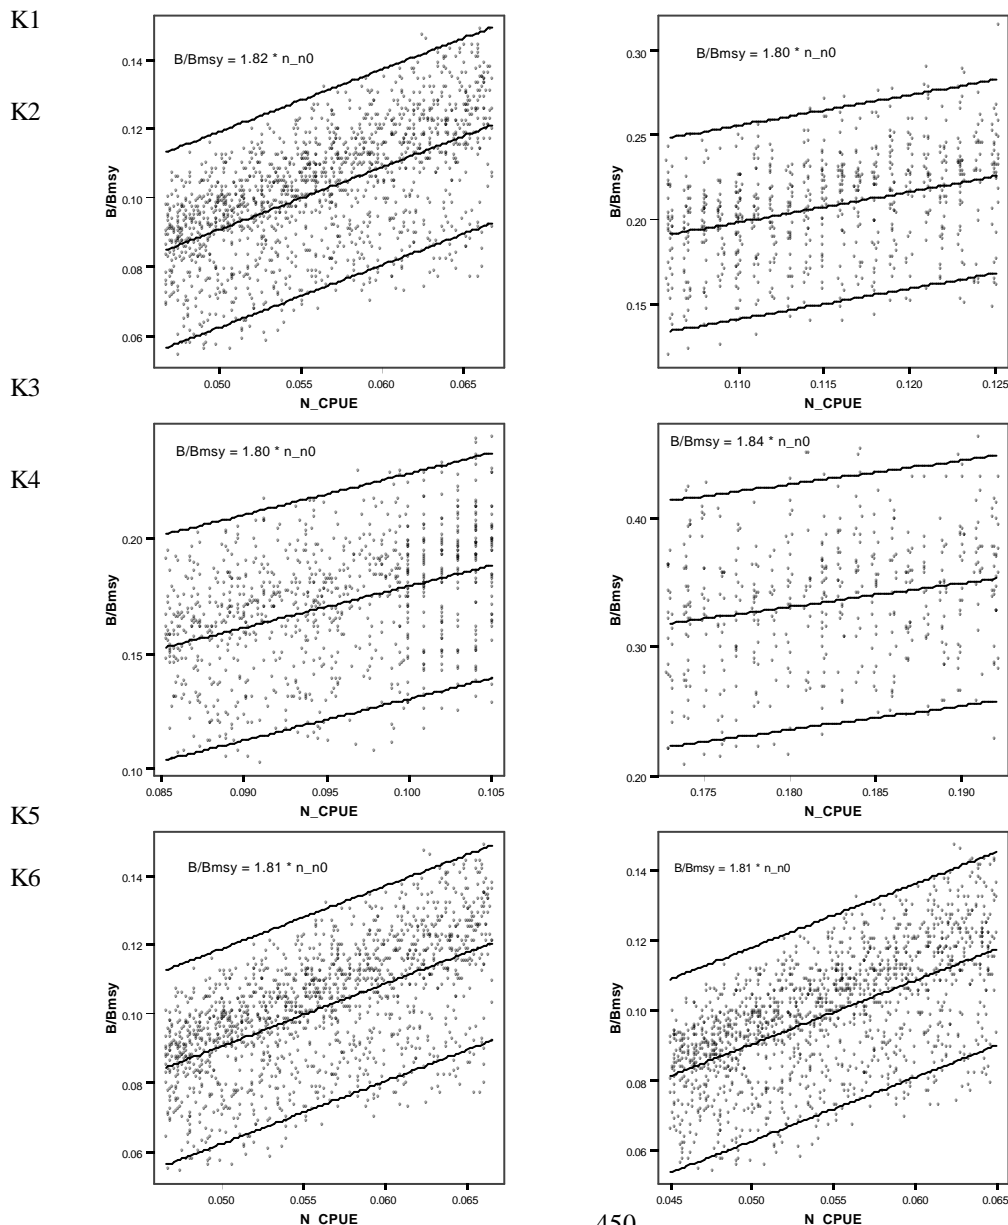 K1
B/Bmsy = 1.82 * n_n0
0.14
0.12
0.10
0.08
0.06
B/Bmsy
0.050
0.055
0.060
0.065
N_CPUE
B/Bmsy = 1.80 * n_n0
0.30
0.25
0.20
0.15
B/Bmsy
0.110
0.115
0.120
0.125
N_CPUE
K2
K3
B/Bmsy = 1.80 * n_n0
0.20
0.15
0.10
B/Bmsy
0.085
0.090
0.095
0.100
0.105
N_CPUE
B/Bmsy = 1.84 * n_n0
0.40
0.30
0.20
B/Bmsy
0.175
0.180
0.185
0.190
N_CPUE
K4
K5
B/Bmsy = 1.81 * n_n0
0.14
0.12
0.10
0.08
0.06
B/Bmsy
0.050
0.055
0.060
0.065
N_CPUE
B/Bmsy = 1.81 * n_n0
0.14
0.12
0.10
0.08
0.06
B/Bmsy
0.045
0.050
0.055
0.060
0.065
N_CPUE
K6
450